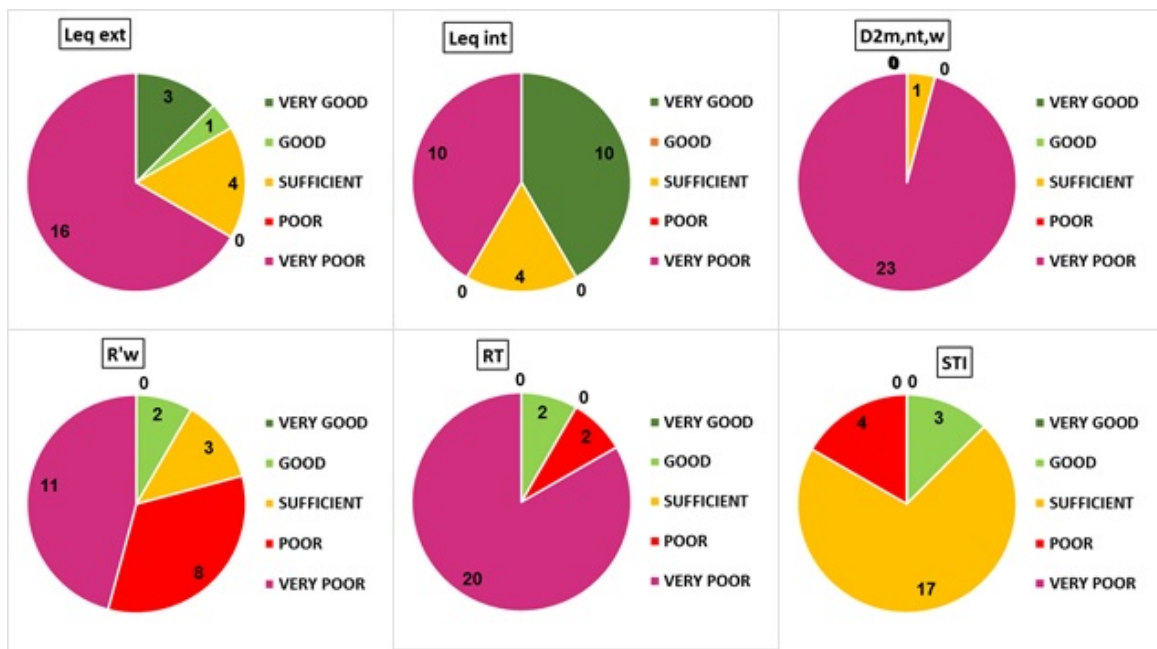 Leq ext
3
1
4
0
16
VERY GOOD
GOOD
SUFFICIENT
POOR
VERY POOR
Leq int
10
0
4
0
10
VERY GOOD
GOOD
SUFFICIENT
POOR
VERY POOR
D2m,nt,w
0
0
1
23
VERY GOOD
GOOD
SUFFICIENT
POOR
VERY POOR
R'w
0
2
3
8
11
VERY GOOD
GOOD
SUFFICIENT
POOR
VERY POOR
RT
0
2
0
2
20
VERY GOOD
GOOD
SUFFICIENT
POOR
VERY POOR
STI
0 0
3
17
4
VERY GOOD
GOOD
SUFFICIENT
POOR
VERY POOR